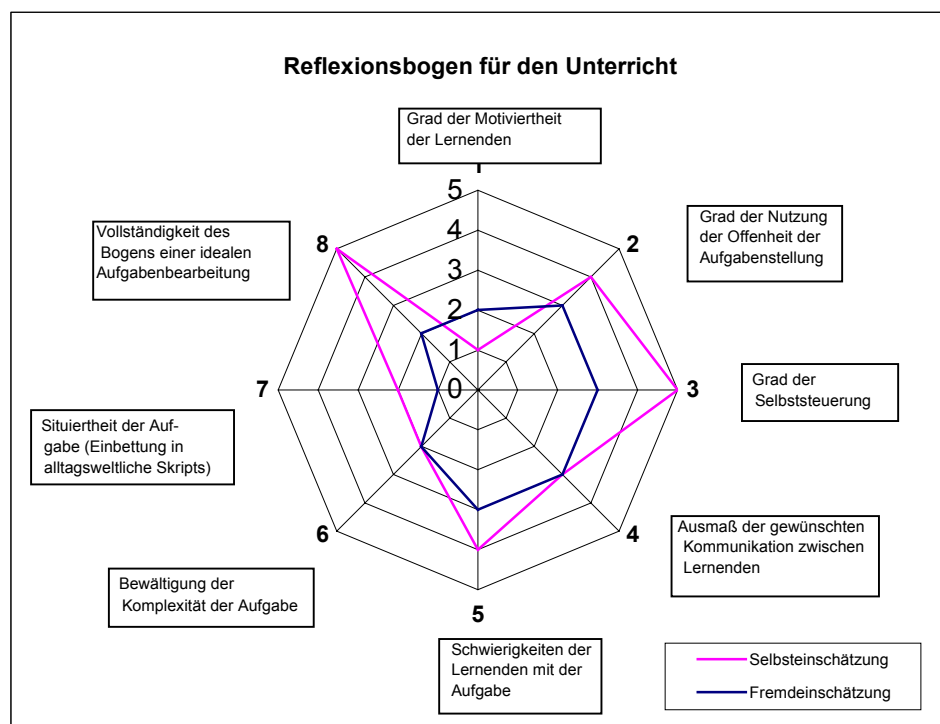 Reflexionsbogen für den Unterricht
Grad der Motiviertheit
der Lernenden
5
4
3
2
1
0
2
Grad der Nutzung
der Offenheit der
Aufgabenstellung
3
Grad der
Selbststeuerung
4
Ausmaß der gewünschten
Kommunikation zwischen
Lernenden
5
Schwierigkeiten der
Lernenden mit der
Aufgabe
6
Bewältigung der
Komplexität der Aufgabe
7
Situiertheit der Auf-
gabe (Einbettung in
alltagsweltliche Skripts)
8
Vollständigkeit des
Bogens einer idealen
Aufgabenbearbeitung
Selbsteinschätzung
Fremdeinschätzung